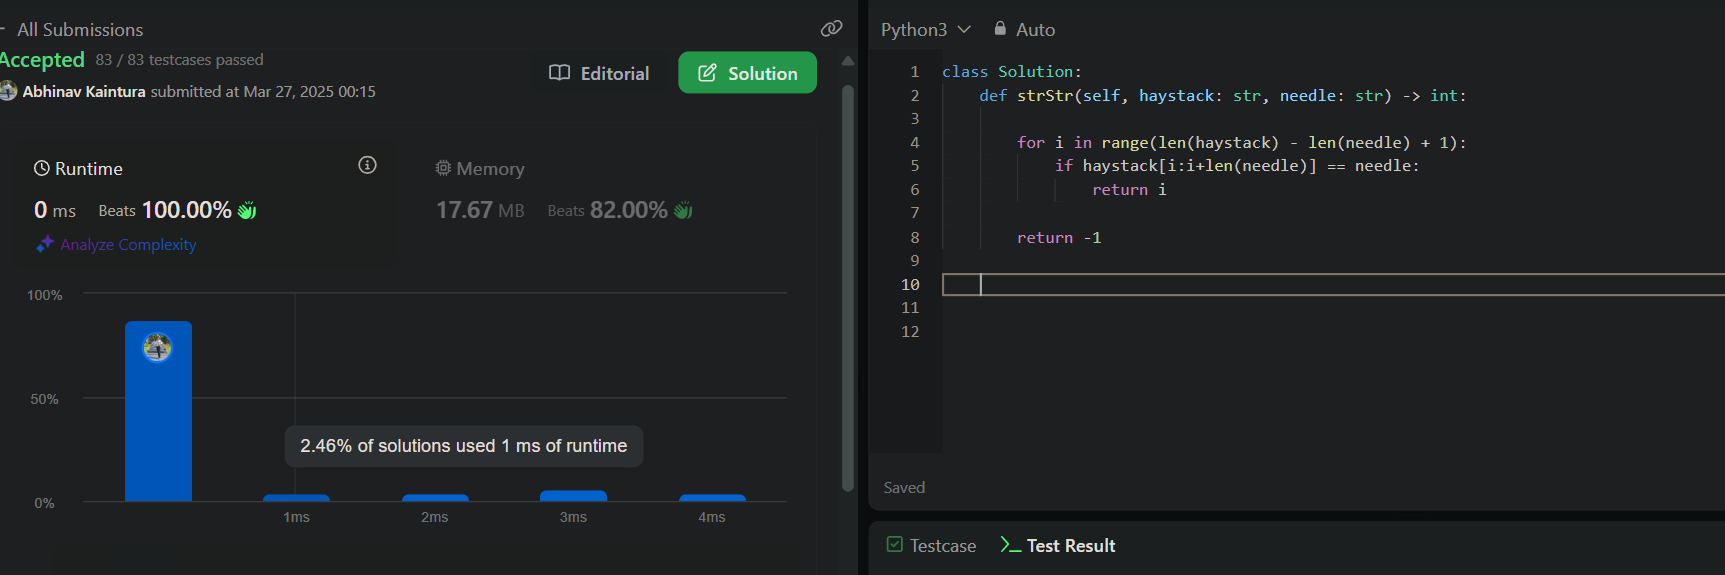 All Submissions
Accepted 83 / 83 testcases passed
Abhinav Kaintura submitted at Mar 27, 2025 00:15
Editorial
Solution
Runtime
0 ms Beats 100.00%
Analyze Complexity
Memory
17.67 MB Beats 82.00%
100%
50%
0%
2.46% of solutions used 1 ms of runtime
1ms 2ms 3ms 4ms
Python3 Auto
1 class Solution:
2     def strStr(self, haystack: str, needle: str) -> int:
3
4         for i in range(len(haystack) - len(needle) + 1):
5             if haystack[i:i+len(needle)] == needle:
6                 return i
7
8         return -1
9
10
11
12
Saved
Testcase
Test Result